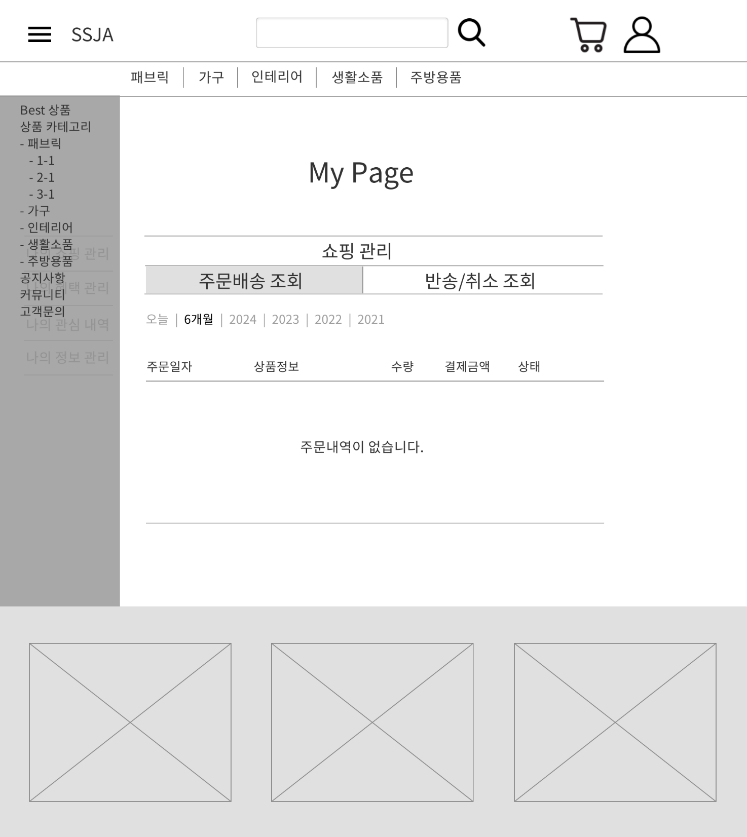 SSJA
패브릭 | 가구 | 인테리어 | 생활소품 | 주방용품
Best 상품
상품 카테고리
- 패브릭
- 1-1
- 2-1
- 3-1
- 가구
- 인테리어
- 생활소품
- 주방용품
공지사항
커뮤니티
고객문의
관리
관리
나의 관심 내역
나의 정보 관리
My Page
쇼핑 관리
주문배송 조회
반송/취소 조회
오늘 | 6개월 | 2024 | 2023 | 2022 | 2021
주문일자 상품정보 수량 결제금액 상태
주문내역이 없습니다.